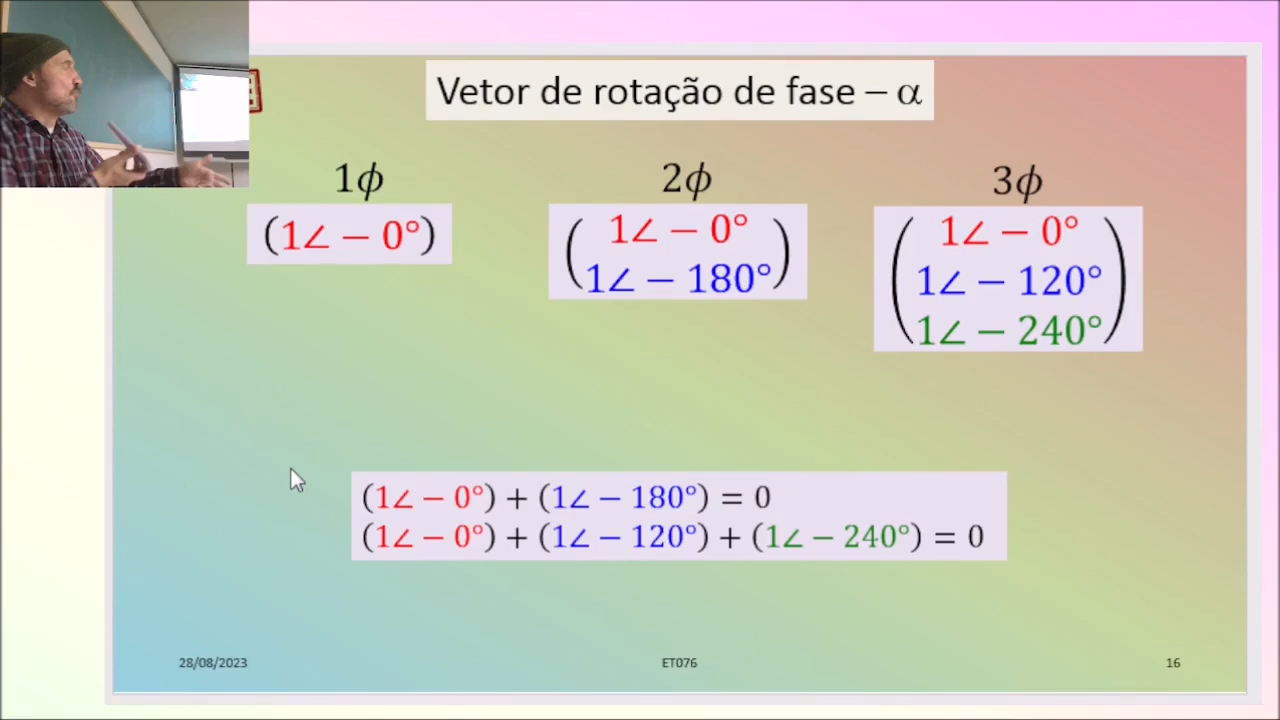 Vetor de rotação de fase – α
1ϕ
(1∠ − 0°)
2ϕ
(1∠ − 0°
1∠ − 180°)
3ϕ
(1∠ − 0°
1∠ − 120°
1∠ − 240°)
(1∠ − 0°) + (1∠ − 180°) = 0
(1∠ − 0°) + (1∠ − 120°) + (1∠ − 240°) = 0
28/08/2023
ET076
16